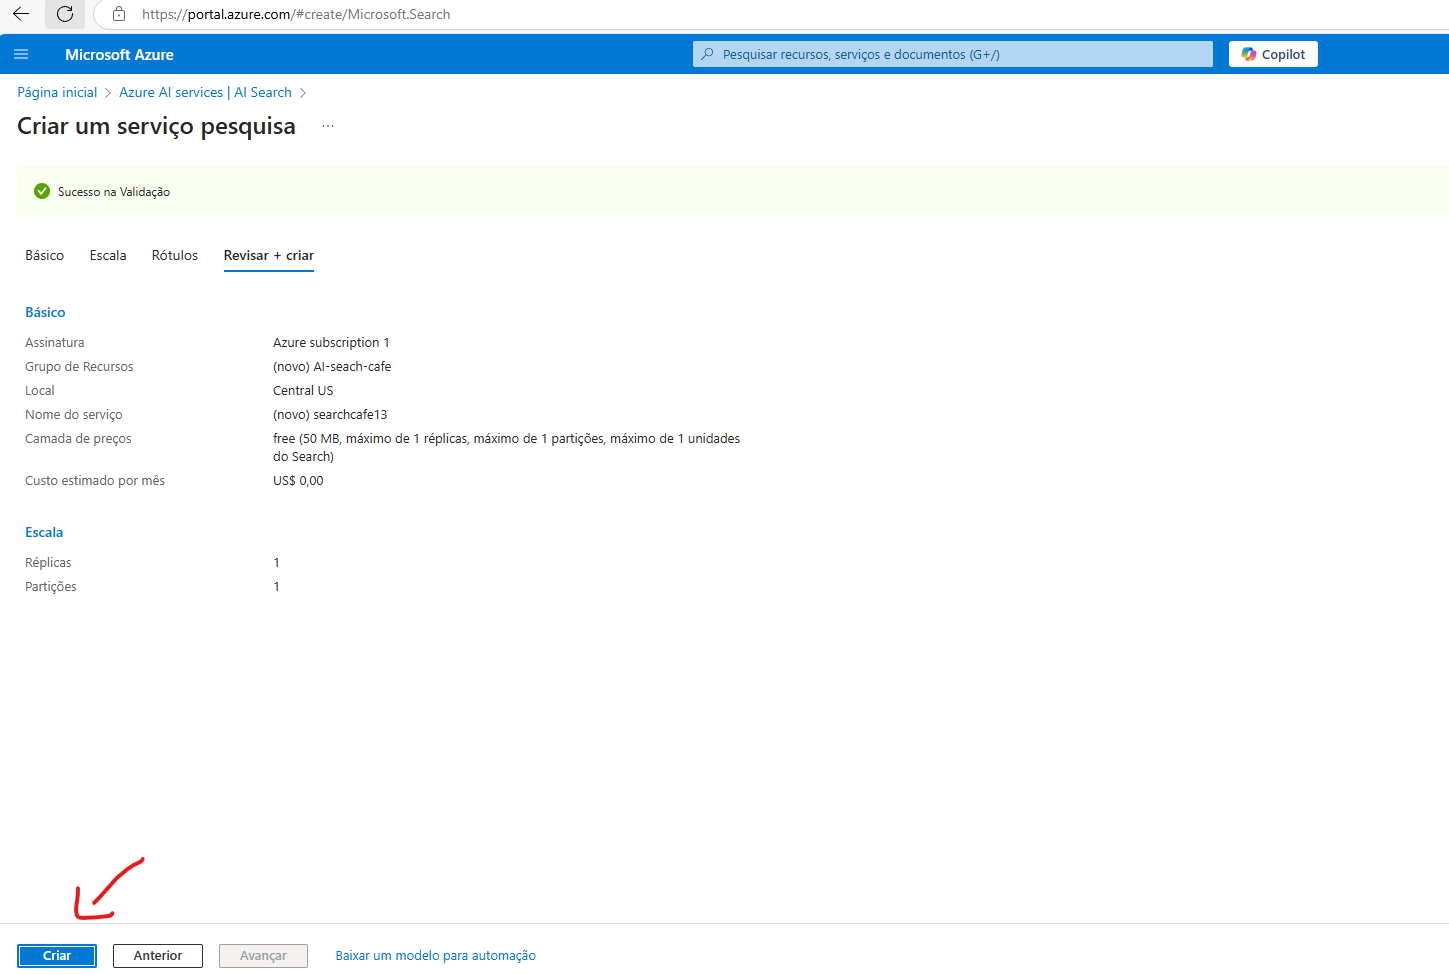 https://portal.azure.com/#create/Microsoft.Search
Microsoft Azure
Pesquisar recursos, serviços e documentos (G+/)
Copilot
Página inicial > Azure AI services | AI Search >
Criar um serviço pesquisa ...
Sucesso na Validação
Básico Escala Rótulos Revisar + criar
Básico
Assinatura Azure subscription 1
Grupo de Recursos (novo) AI-seach-cafe
Local Central US
Nome do serviço (novo) searchcafe13
Camada de preços free (50 MB, máximo de 1 réplicas, máximo de 1 partições, máximo de 1 unidades
do Search)
Custo estimado por mês US$ 0,00
Escala
Réplicas 1
Partições 1
Criar Anterior Avançar Baixar um modelo para automação